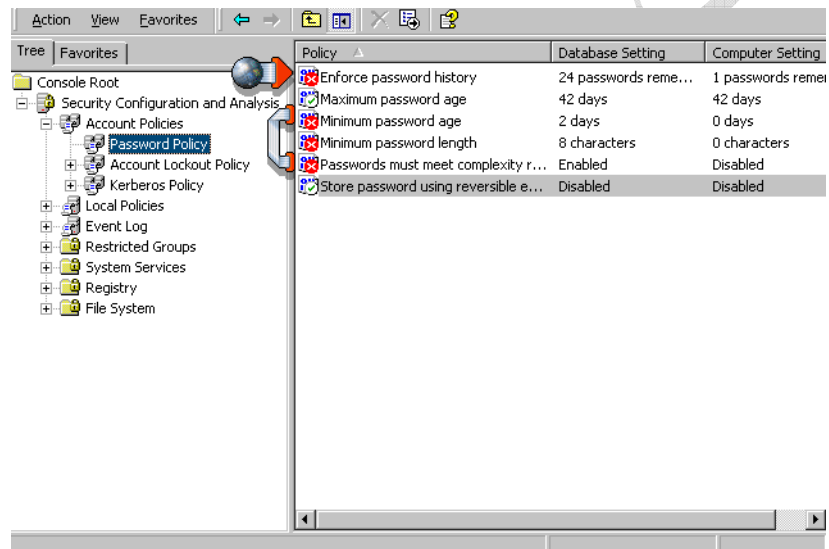 Action View Favorites
Tree Favorites
Console Root
Security Configuration and Analysis
Account Policies
Password Policy
Account Lockout Policy
Kerberos Policy
Local Policies
Event Log
Restricted Groups
System Services
Registry
File System
Policy Database Setting Computer Setting
Enforce password history 24 passwords reme... 1 passwords remem
Maximum password age 42 days 42 days
Minimum password age 2 days 0 days
Minimum password length 8 characters 0 characters
Passwords must meet complexity r... Enabled Disabled
Store password using reversible e... Disabled Disabled